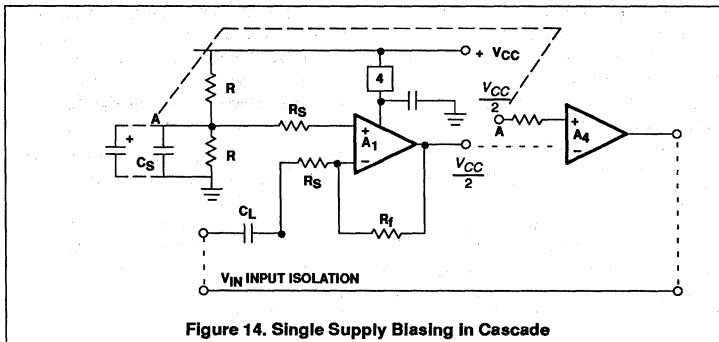 + VCC
4
R
VCC
2
A
RS
A
+
+
+
A1
A4
CS
R
−
−
RS
VCC
2
CL
Rf
VIN INPUT ISOLATION
Figure 14. Single Supply Biasing in Cascade